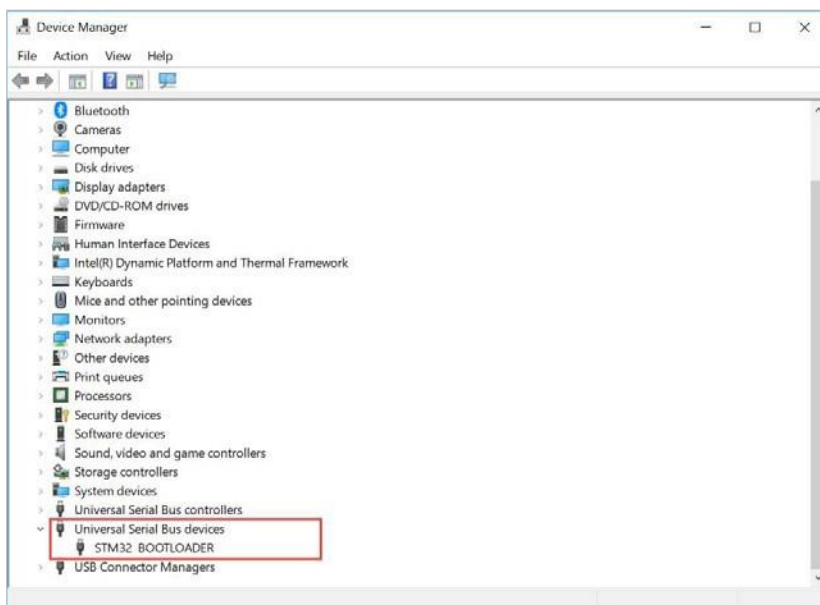 Device Manager
File Action View Help
Bluetooth
Cameras
Computer
Disk drives
Display adapters
DVD/CD-ROM drives
Firmware
Human Interface Devices
Intel(R) Dynamic Platform and Thermal Framework
Keyboards
Mice and other pointing devices
Monitors
Network adapters
Other devices
Print queues
Processors
Security devices
Software devices
Sound, video and game controllers
Storage controllers
System devices
Universal Serial Bus controllers
Universal Serial Bus devices
STM32 BOOTLOADER
USB Connector Managers